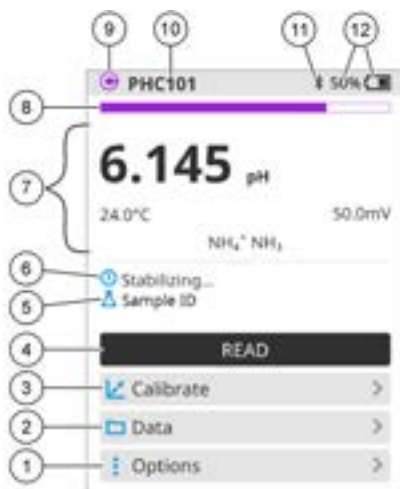 9 10 11 12
PHC101 50%
8
7
6.145 pH
24.0°C 50.0mV
NH₄⁺ NH₃
6 Stabilizing...
5 Sample ID
4 READ
3 Calibrate
2 Data
1 Options